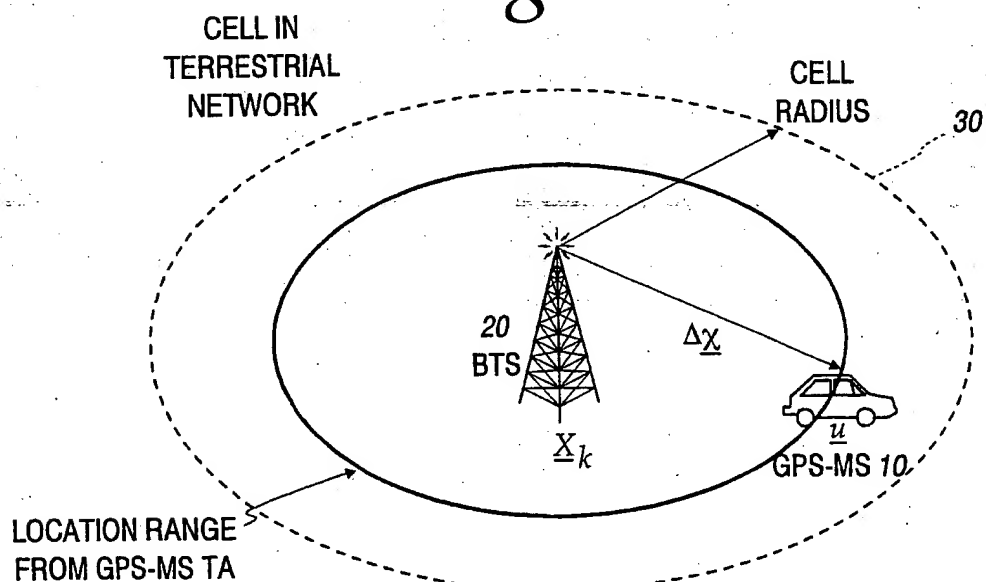 8
CELL IN
TERRESTRIAL
NETWORK
CELL
RADIUS
30
20
BTS
Δχ
X k
u
GPS-MS 10
LOCATION RANGE
FROM GPS-MS TA